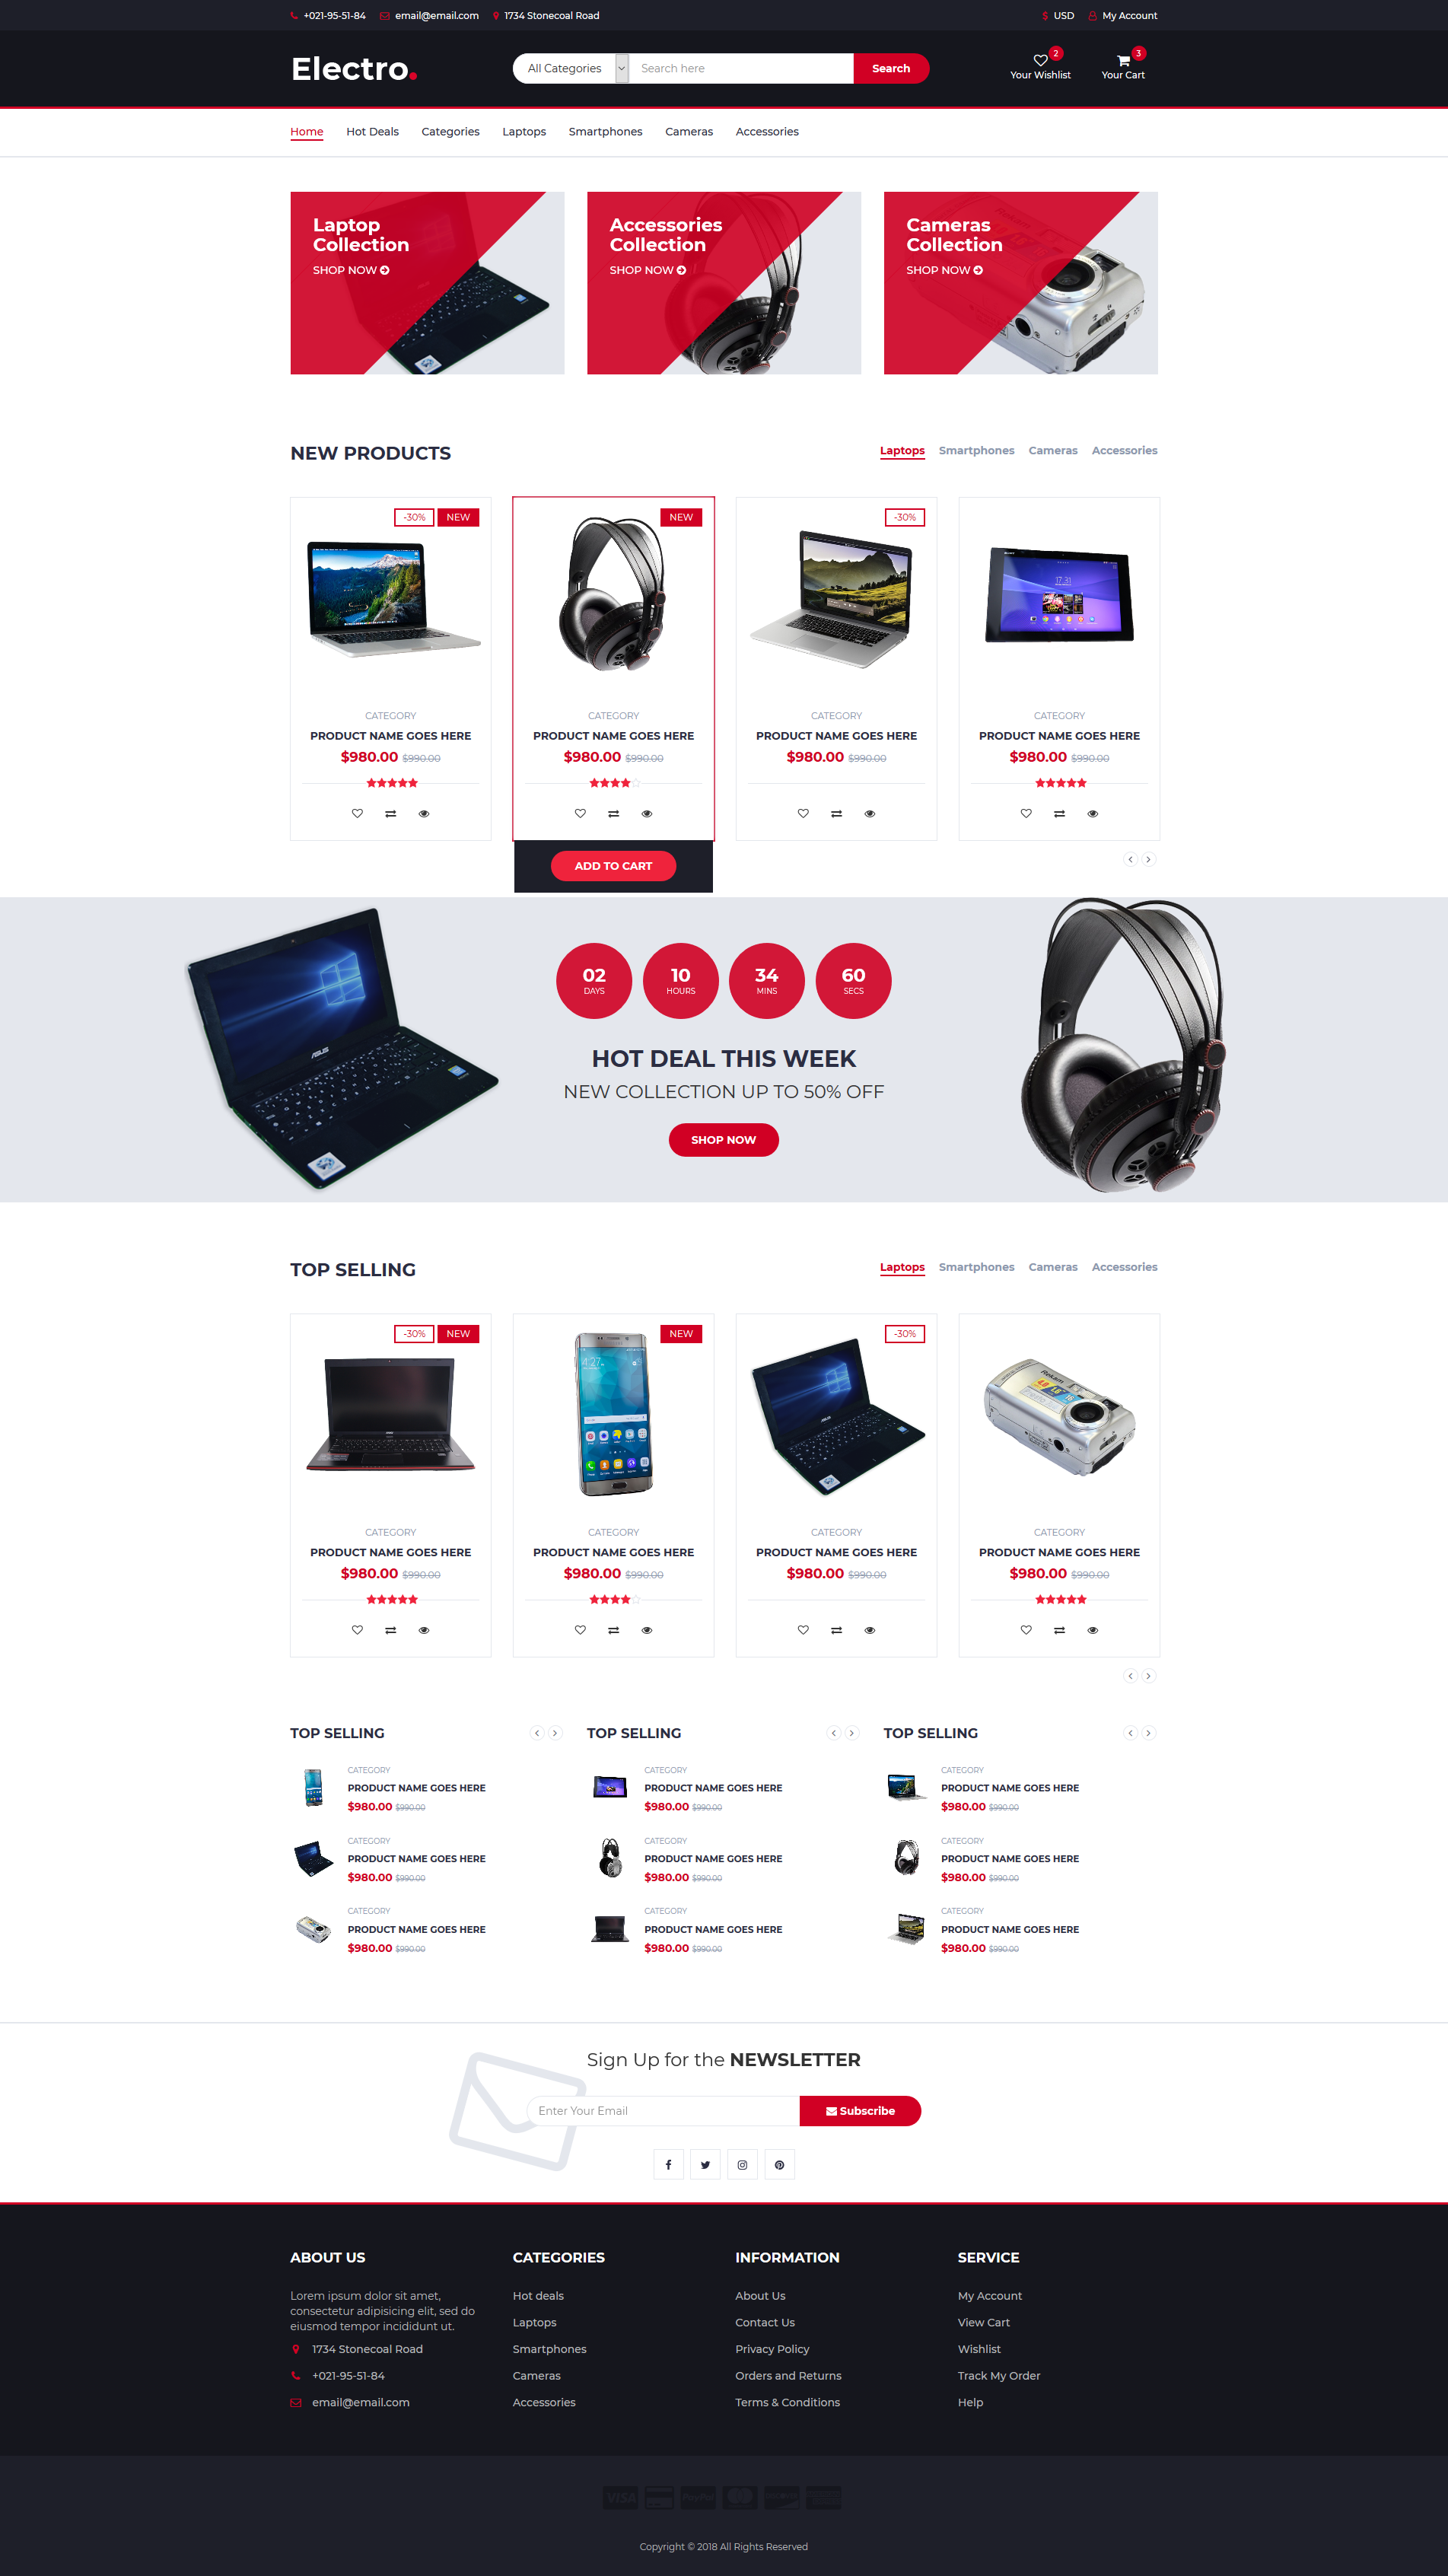 +021-95-51-84 email@email.com 1734 Stonecoal Road
$ USD My Account
Electro.
All Categories Search here Search
2
Your Wishlist
3
Your Cart
Home Hot Deals Categories Laptops Smartphones Cameras Accessories
Laptop
Collection
SHOP NOW
Accessories
Collection
SHOP NOW
Cameras
Collection
SHOP NOW
NEW PRODUCTS
Laptops Smartphones Cameras Accessories
-30% NEW
CATEGORY
PRODUCT NAME GOES HERE
$980.00 $990.00
NEW
CATEGORY
PRODUCT NAME GOES HERE
$980.00 $990.00
ADD TO CART
-30%
CATEGORY
PRODUCT NAME GOES HERE
$980.00 $990.00
17:31
CATEGORY
PRODUCT NAME GOES HERE
$980.00 $990.00
ASUS
02
DAYS
10
HOURS
34
MINS
60
SECS
HOT DEAL THIS WEEK
NEW COLLECTION UP TO 50% OFF
SHOP NOW
TOP SELLING
Laptops Smartphones Cameras Accessories
-30% NEW
CATEGORY
PRODUCT NAME GOES HERE
$980.00 $990.00
NEW
4:27
CATEGORY
PRODUCT NAME GOES HERE
$980.00 $990.00
-30%
CATEGORY
PRODUCT NAME GOES HERE
$980.00 $990.00
Rekam
CATEGORY
PRODUCT NAME GOES HERE
$980.00 $990.00
TOP SELLING
CATEGORY
PRODUCT NAME GOES HERE
$980.00 $990.00
CATEGORY
PRODUCT NAME GOES HERE
$980.00 $990.00
CATEGORY
PRODUCT NAME GOES HERE
$980.00 $990.00
TOP SELLING
CATEGORY
PRODUCT NAME GOES HERE
$980.00 $990.00
CATEGORY
PRODUCT NAME GOES HERE
$980.00 $990.00
CATEGORY
PRODUCT NAME GOES HERE
$980.00 $990.00
TOP SELLING
CATEGORY
PRODUCT NAME GOES HERE
$980.00 $990.00
CATEGORY
PRODUCT NAME GOES HERE
$980.00 $990.00
CATEGORY
PRODUCT NAME GOES HERE
$980.00 $990.00
Sign Up for the NEWSLETTER
Enter Your Email Subscribe
ABOUT US
Lorem ipsum dolor sit amet,
consectetur adipisicing elit, sed do
eiusmod tempor incididunt ut.
1734 Stonecoal Road
+021-95-51-84
email@email.com
CATEGORIES
Hot deals
Laptops
Smartphones
Cameras
Accessories
INFORMATION
About Us
Contact Us
Privacy Policy
Orders and Returns
Terms & Conditions
SERVICE
My Account
View Cart
Wishlist
Track My Order
Help
VISA PayPal
Copyright © 2018 All Rights Reserved